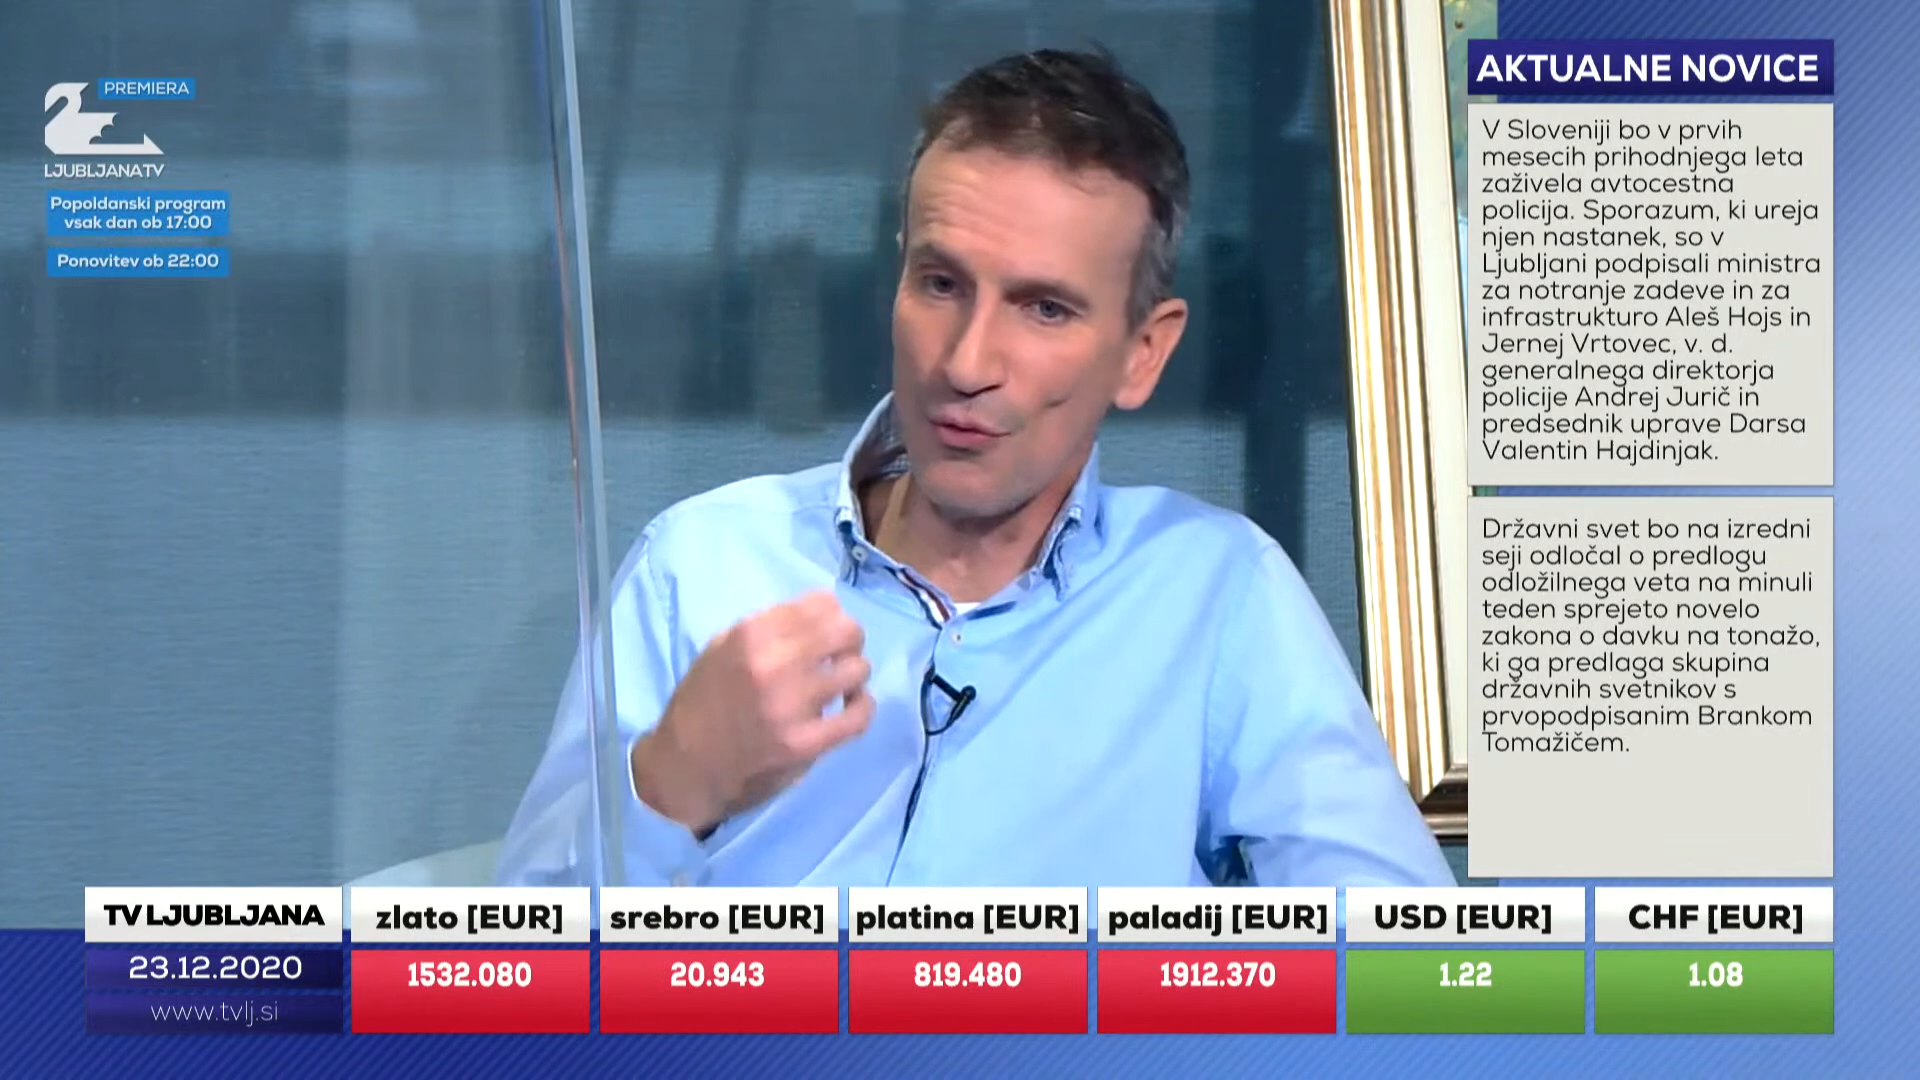 PREMIERA
LJUBLJANATV
Popoldanski program
vsak dan ob 17:00
Ponovitev ob 22:00
AKTUALNE NOVICE
V Sloveniji bo v prvih
mesecih prihodnjega leta
zaživela avtocestna
policija. Sporazum, ki ureja
njen nastanek, so v
Ljubljani podpisali ministra
za notranje zadeve in za
infrastrukturo Aleš Hojs in
Jernej Vrtovec, v. d.
generalnega direktorja
policije Andrej Jurič in
predsednik uprave Darsa
Valentin Hajdinjak.
Državni svet bo na izredni
seji odločal o predlogu
odložilnega veta na minuli
teden sprejeto novelo
zakona o davku na tonažo,
ki ga predlaga skupina
državnih svetnikov s
prvopodpisanim Brankom
Tomažičem.
TV LJUBLJANA
23.12.2020
www.tvlj.si
zlato [EUR]
1532.080
srebro [EUR]
20.943
platina [EUR]
819.480
paladij [EUR]
1912.370
USD [EUR]
1.22
CHF [EUR]
1.08